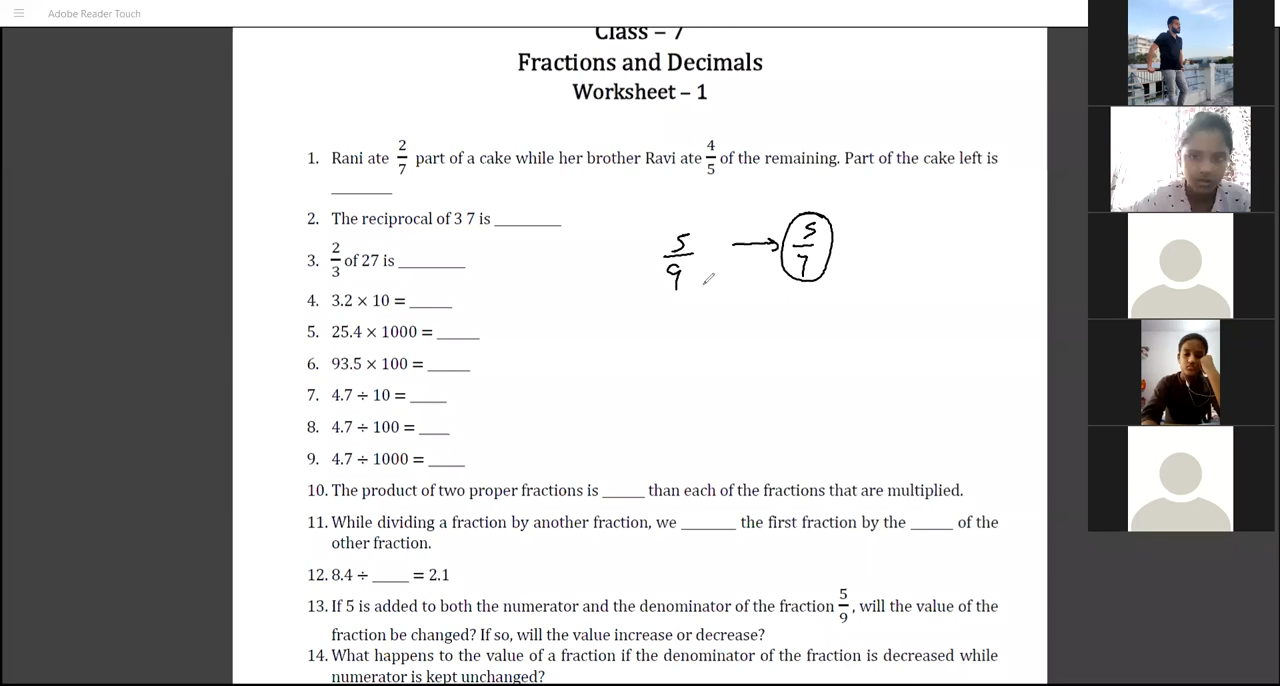 Adobe Reader Touch
Class – 7
Fractions and Decimals
Worksheet – 1
1. Rani ate 2/7 part of a cake while her brother Ravi ate 4/5 of the remaining. Part of the cake left is
______
2. The reciprocal of 3 7 is ______
3. 2/3 of 27 is ______
5/9 → 5/7
4. 3.2 × 10 = ____
5. 25.4 × 1000 = ____
6. 93.5 × 100 = ____
7. 4.7 ÷ 10 = ____
8. 4.7 ÷ 100 = ____
9. 4.7 ÷ 1000 = ____
10. The product of two proper fractions is ____ than each of the fractions that are multiplied.
11. While dividing a fraction by another fraction, we ______ the first fraction by the ____ of the
other fraction.
12. 8.4 ÷ ____ = 2.1
13. If 5 is added to both the numerator and the denominator of the fraction 5/9, will the value of the
fraction be changed? If so, will the value increase or decrease?
14. What happens to the value of a fraction if the denominator of the fraction is decreased while
numerator is kept unchanged?